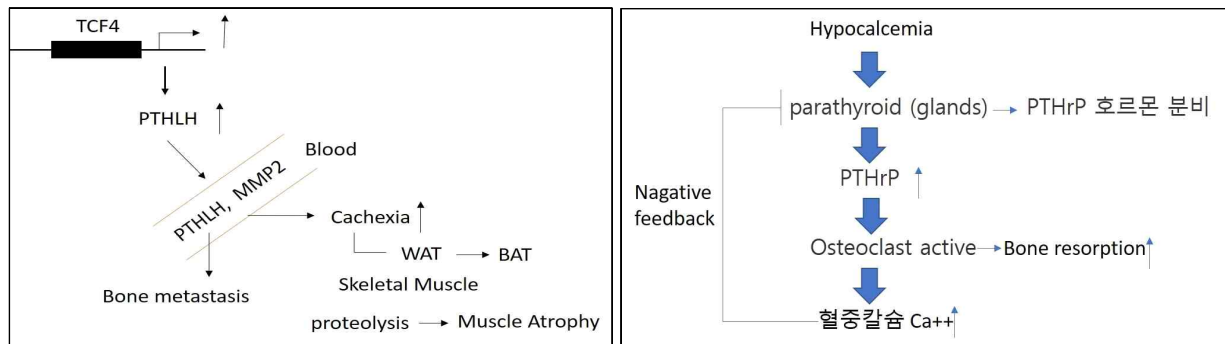 TCF4
PTHLH
Blood
PTHLH, MMP2
Cachexia
WAT
BAT
Bone metastasis
Skeletal Muscle
proteolysis
Muscle Atrophy
Hypocalcemia
parathyroid (glands)
PTHrP 호르몬 분비
PTHrP
Nagative
feedback
Osteoclast active
Bone resorption
혈중칼슘 Ca++